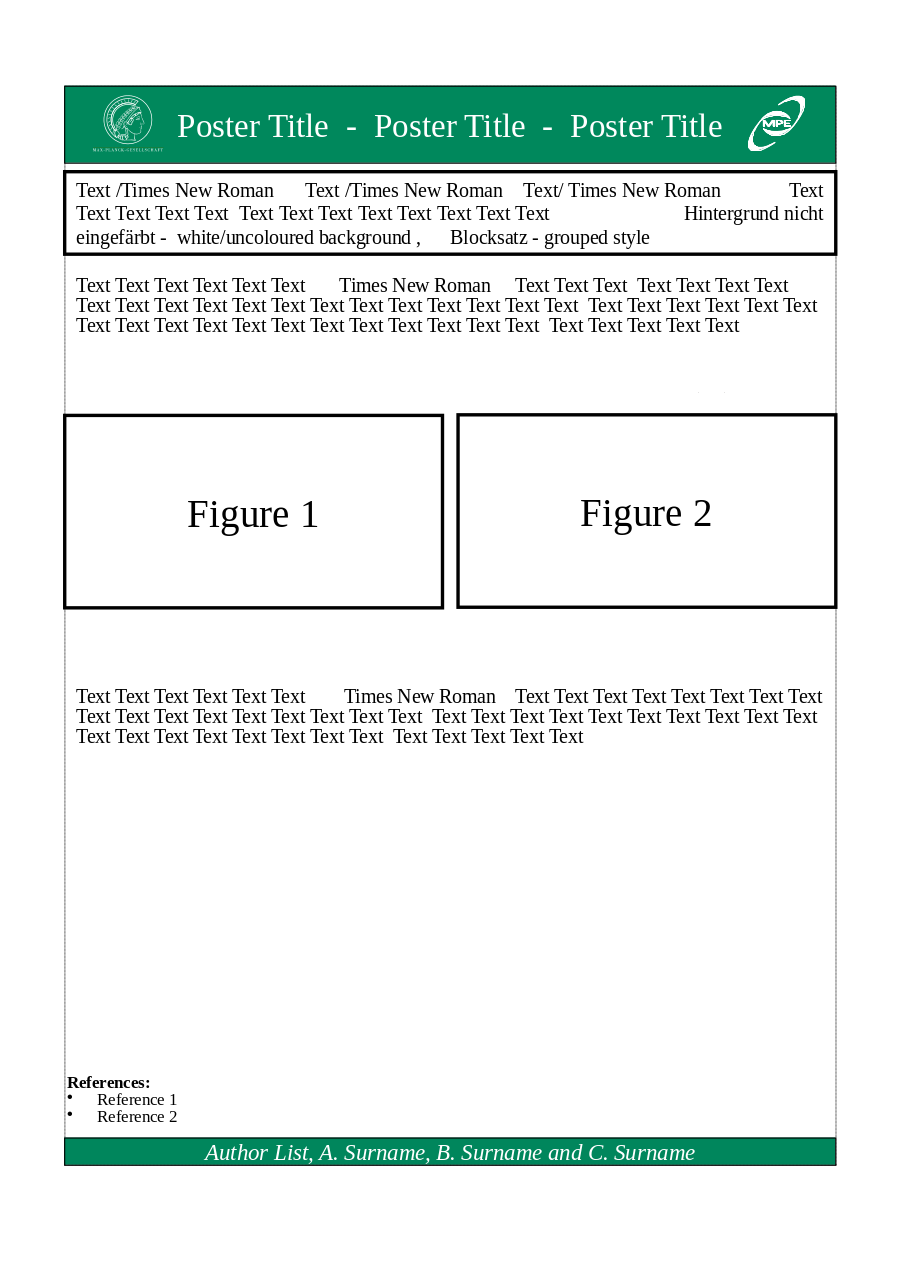 Poster Title - Poster Title - Poster Title
MAX-PLANCK-GESELLSCHAFT
MPE
Text /Times New Roman Text /Times New Roman Text/ Times New Roman Text
Text Text Text Text Text Text Text Text Text Text Text Text Hintergrund nicht
eingefärbt - white/uncoloured background , Blocksatz - grouped style
Text Text Text Text Text Text Times New Roman Text Text Text Text Text Text Text
Text Text Text Text Text Text Text Text Text Text Text Text Text Text Text Text Text Text Text
Text Text Text Text Text Text Text Text Text Text Text Text Text Text Text Text Text
Figure 1
Figure 2
Text Text Text Text Text Text Times New Roman Text Text Text Text Text Text Text Text
Text Text Text Text Text Text Text Text Text Text Text Text Text Text Text Text Text Text Text
Text Text Text Text Text Text Text Text Text Text Text Text Text
References:
• Reference 1
• Reference 2
Author List, A. Surname, B. Surname and C. Surname